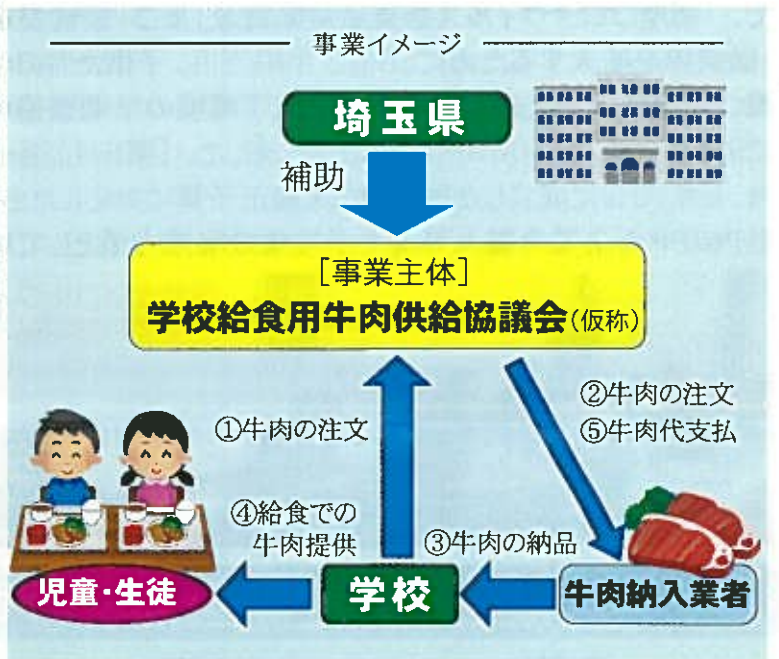 事業イメージ
埼玉県
補助
［事業主体］
学校給食用牛肉供給協議会(仮称)
②牛肉の注文
⑤牛肉代支払
①牛肉の注文
④給食での
牛肉提供
③牛肉の納品
児童・生徒
学校
牛肉納入業者